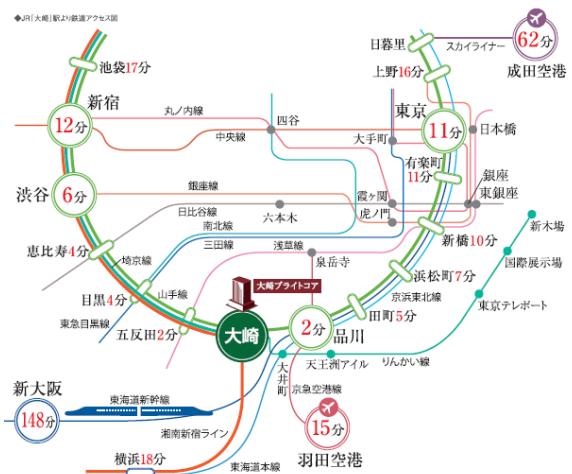 ◆JR「大崎」駅より鉄道アクセス図
日暮里
スカイライナー
62分
成田空港
池袋17分
上野16分
新宿
12分
丸ノ内線
中央線
四谷
大手町
東京
11分
日本橋
有楽町
11分
渋谷
6分
銀座線
日比谷線
六本木
南北線
三田線
霞ヶ関
虎ノ門
銀座
東銀座
新木場
恵比寿4分
埼京線
浅草線
泉岳寺
新橋10分
国際展示場
目黒4分
山手線
大崎ブライトコア
浜松町7分
京浜東北線
東京テレポート
東急目黒線
五反田2分
大崎
2分
品川
田町5分
大井町
天王洲アイル
りんかい線
新大阪
148分
東海道新幹線
京急空港線
湘南新宿ライン
15分
羽田空港
横浜18分
東海道本線